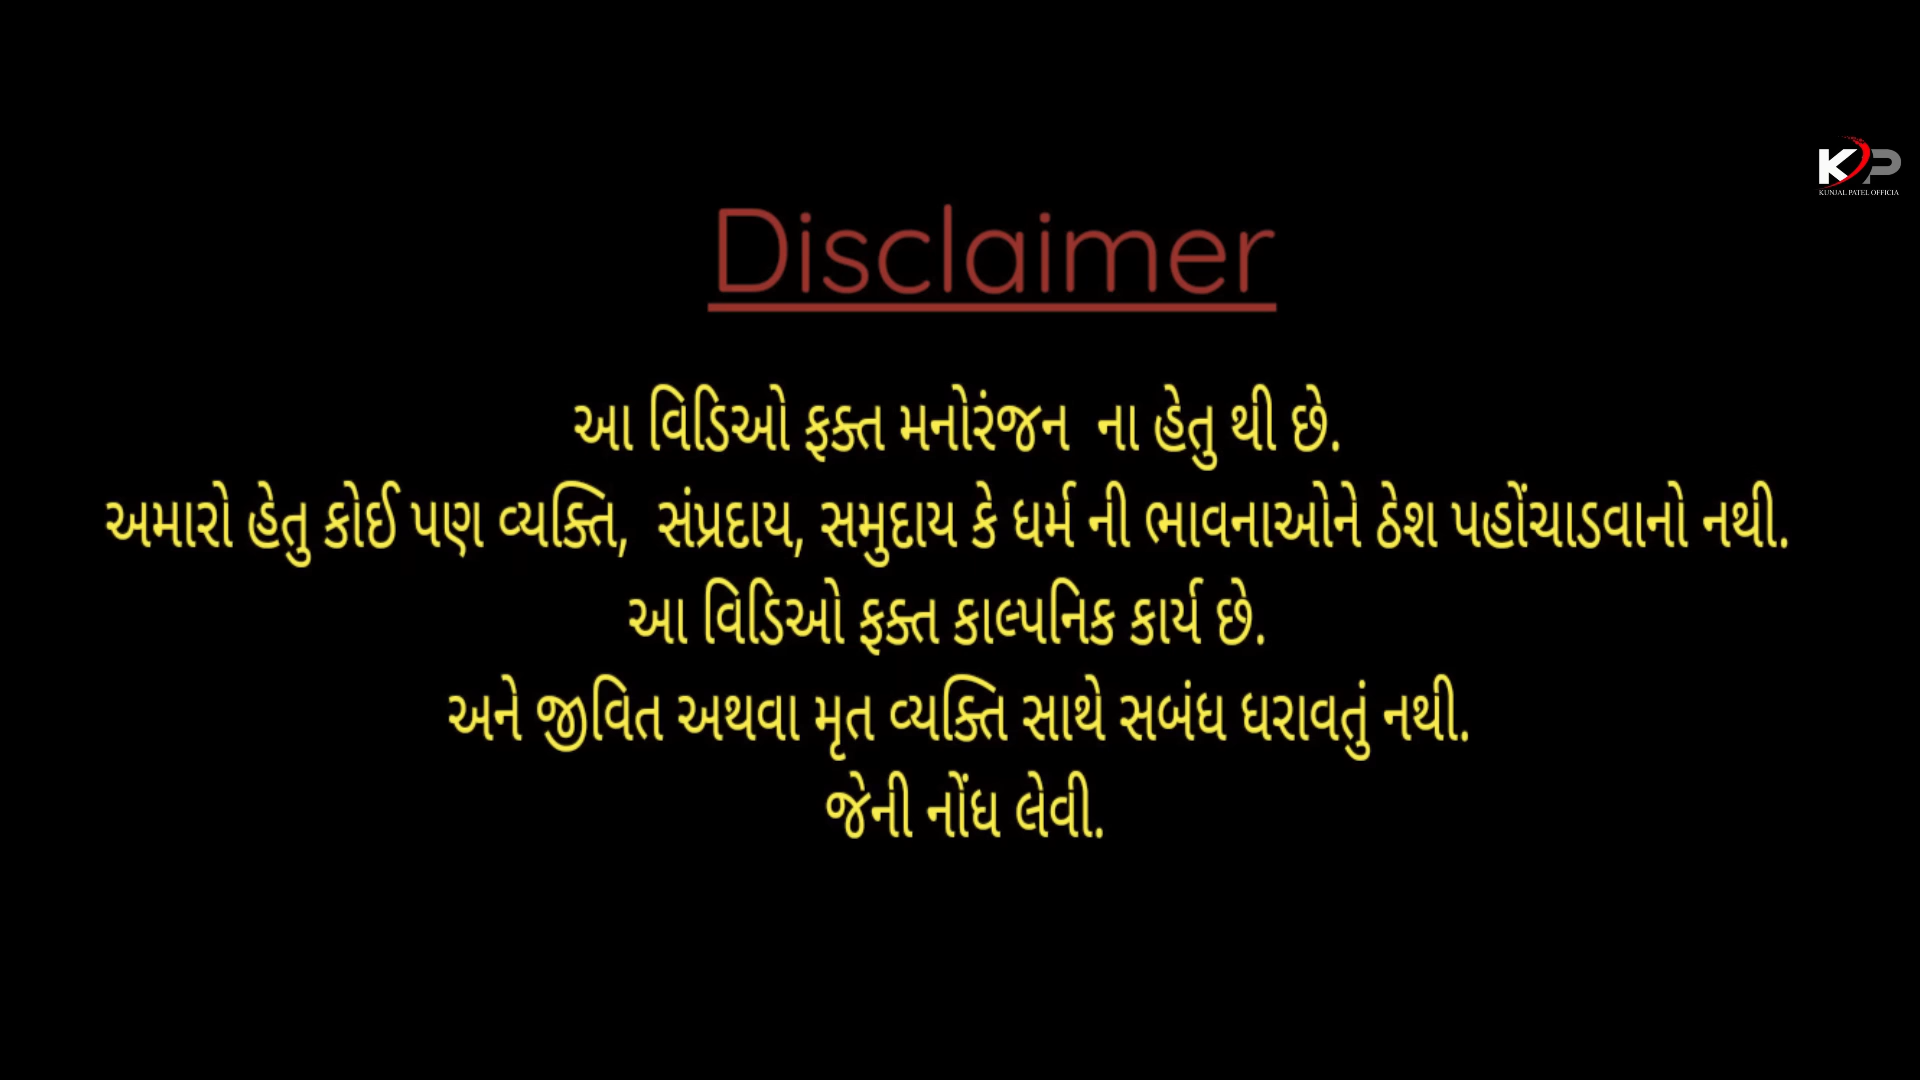 KUNJAL PATEL OFFICIA
Disclaimer
આ વિડિઓ ફક્ત મનોરંજન  ના હેતુ થી છે.
અમારો હેતુ કોઈ પણ વ્યક્તિ,  સંપ્રદાય, સમુદાય કે ધર્મ ની ભાવનાઓને ઠેશ પહોંચાડવાનો નથી.
આ વિડિઓ ફક્ત કાલ્પનિક કાર્ય છે.
અને જીવિત અથવા મૃત વ્યક્તિ સાથે સબંધ ધરાવતું નથી.
જેની નોંધ લેવી.